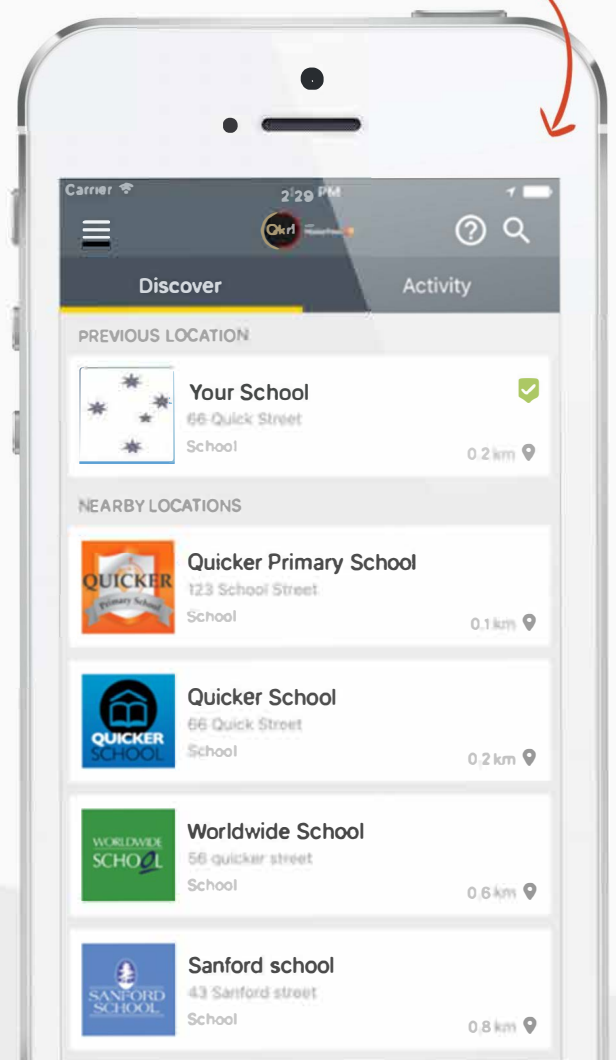 Carrier
2:29 PM
Qkr!
Discover
Activity
PREVIOUS LOCATION
Your School
66 Quick Street
School
0.2 km
NEARBY LOCATIONS
QUICKER
Primary School
Quicker Primary School
123 School Street
School
0.1 km
QUICKER
SCHOOL
Quicker School
66 Quick Street
School
0.2 km
WORLDWIDE
SCHOOL
Worldwide School
56 quicker street
School
0.6 km
SANFORD
SCHOOL
Sanford school
43 Sanford street
School
0.8 km